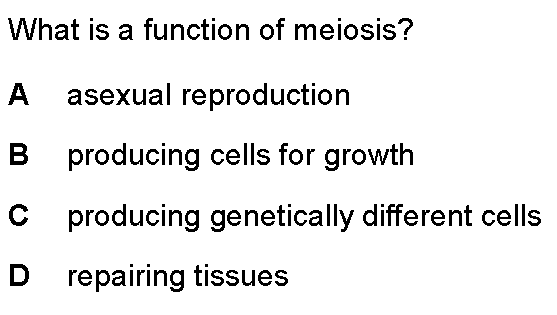 What is a function of meiosis?
A asexual reproduction
B producing cells for growth
C producing genetically different cells
D repairing tissues